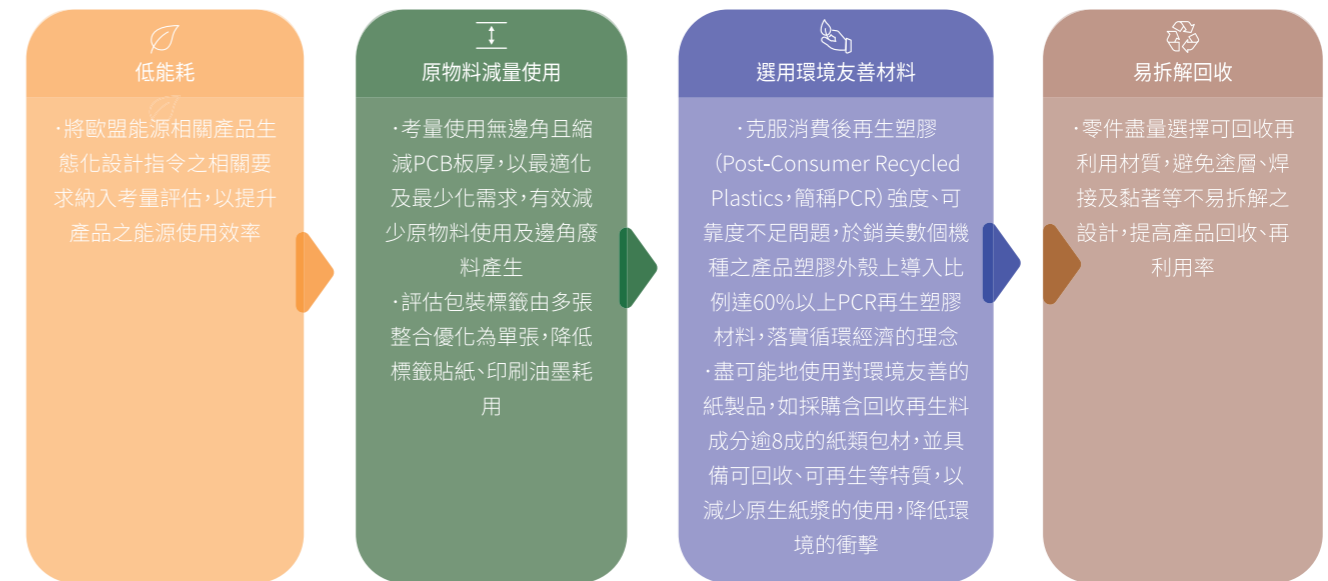 低能耗
·將歐盟能源相關產品生
態化設計指令之相關要
求納入考量評估,以提升
產品之能源使用效率
原物料減量使用
·考量使用無邊角且縮
減PCB板厚,以最適化
及最少化需求,有效減
少原物料使用及邊角廢
料產生
·評估包裝標籤由多張
整合優化為單張,降低
標籤貼紙、印刷油墨耗
用
選用環境友善材料
·克服消費後再生塑膠
(Post-Consumer Recycled
Plastics,簡稱PCR)強度、可
靠度不足問題,於銷美數個機
種之產品塑膠外殼上導入比
例達60%以上PCR再生塑膠
材料,落實循環經濟的理念
·盡可能地使用對環境友善的
紙製品,如採購含回收再生料
成分逾8成的紙類包材,並具
備可回收、可再生等特質,以
減少原生紙漿的使用,降低環
境的衝擊
易拆解回收
·零件盡量選擇可回收再
利用材質,避免塗層、焊
接及黏著等不易拆解之
設計,提高產品回收、再
利用率